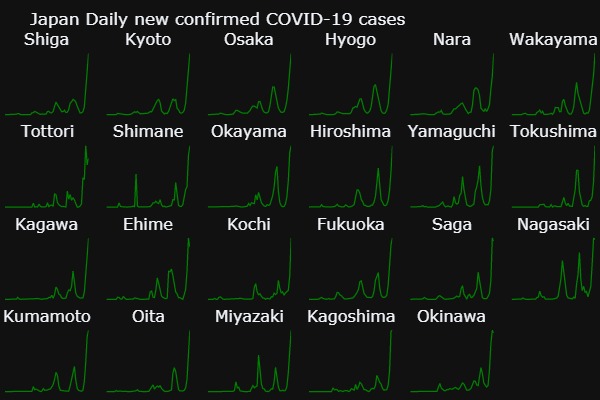 Japan Daily new confirmed COVID-19 cases
Shiga Kyoto Osaka Hyogo Nara Wakayama
Tottori Shimane Okayama Hiroshima Yamaguchi Tokushima
Kagawa Ehime Kochi Fukuoka Saga Nagasaki
Kumamoto Oita Miyazaki Kagoshima Okinawa